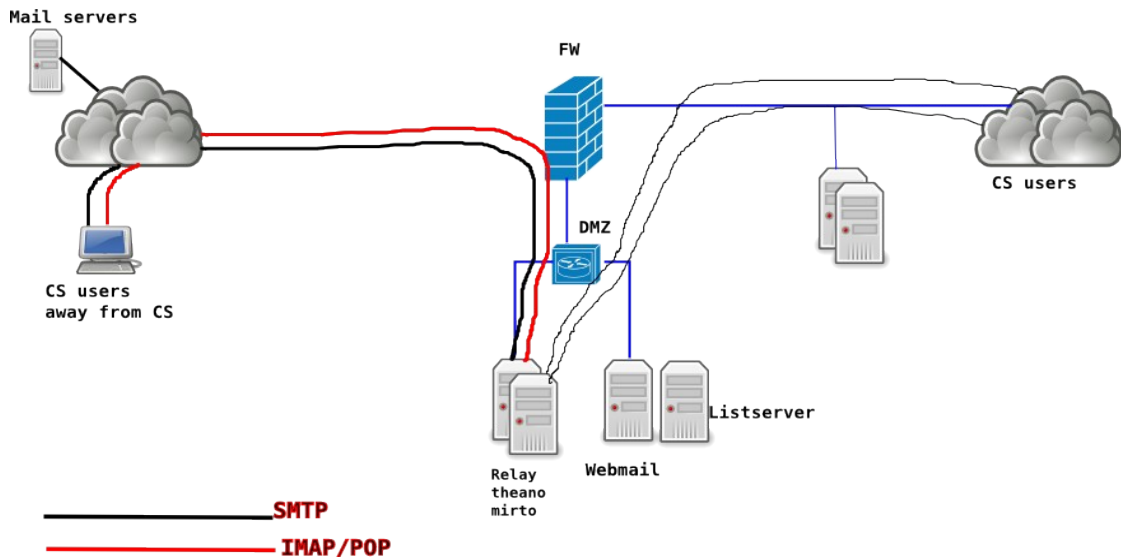 Mail servers
FW
CS users
DMZ
CS users
away from CS
Listserver
Webmail
Relay
theano
mirto
SMTP
IMAP/POP